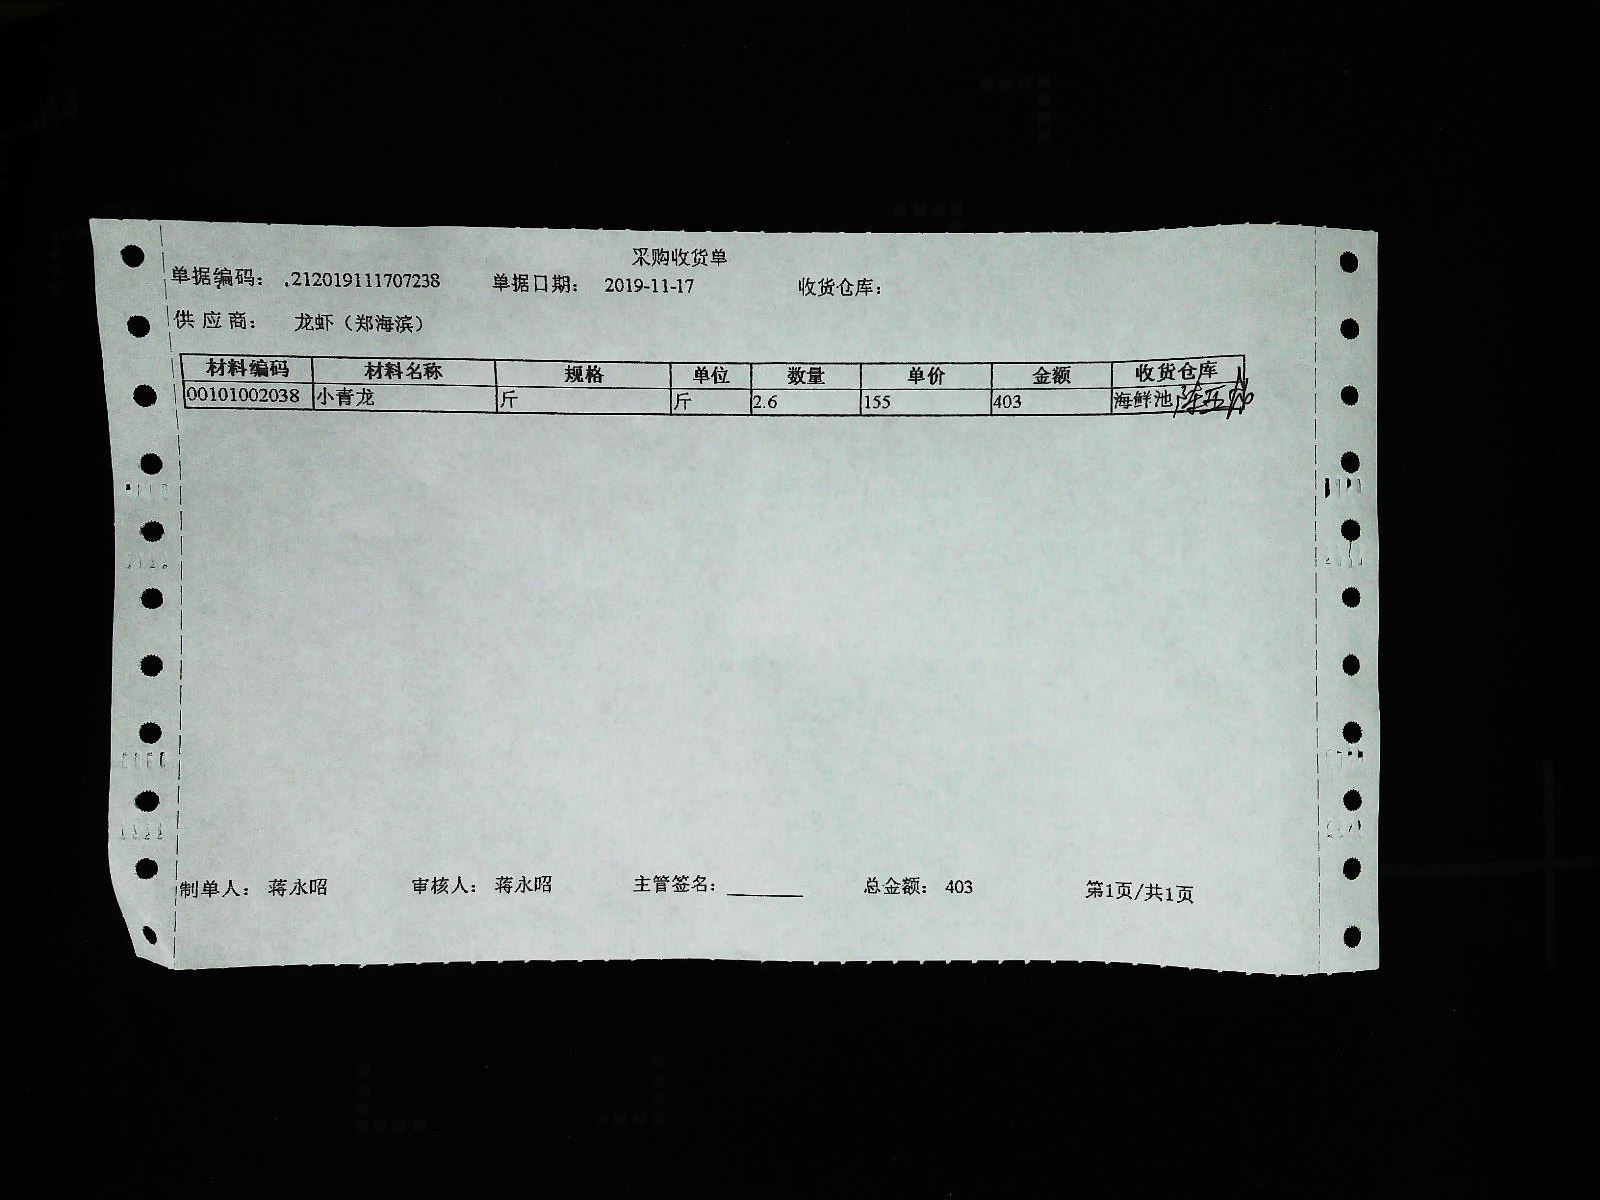 采购收货单
单据编码: .212019111707238 单据日期: 2019-11-17 收货仓库:
供 应 商: 龙虾（郑海滨）
材料编码 材料名称 规格 单位 数量 单价 金额 收货仓库
00101002038 小青龙 斤 斤 2.6 155 403 海鲜池
制单人: 蒋永昭 审核人: 蒋永昭 主管签名: ________ 总金额: 403 第1页/共1页